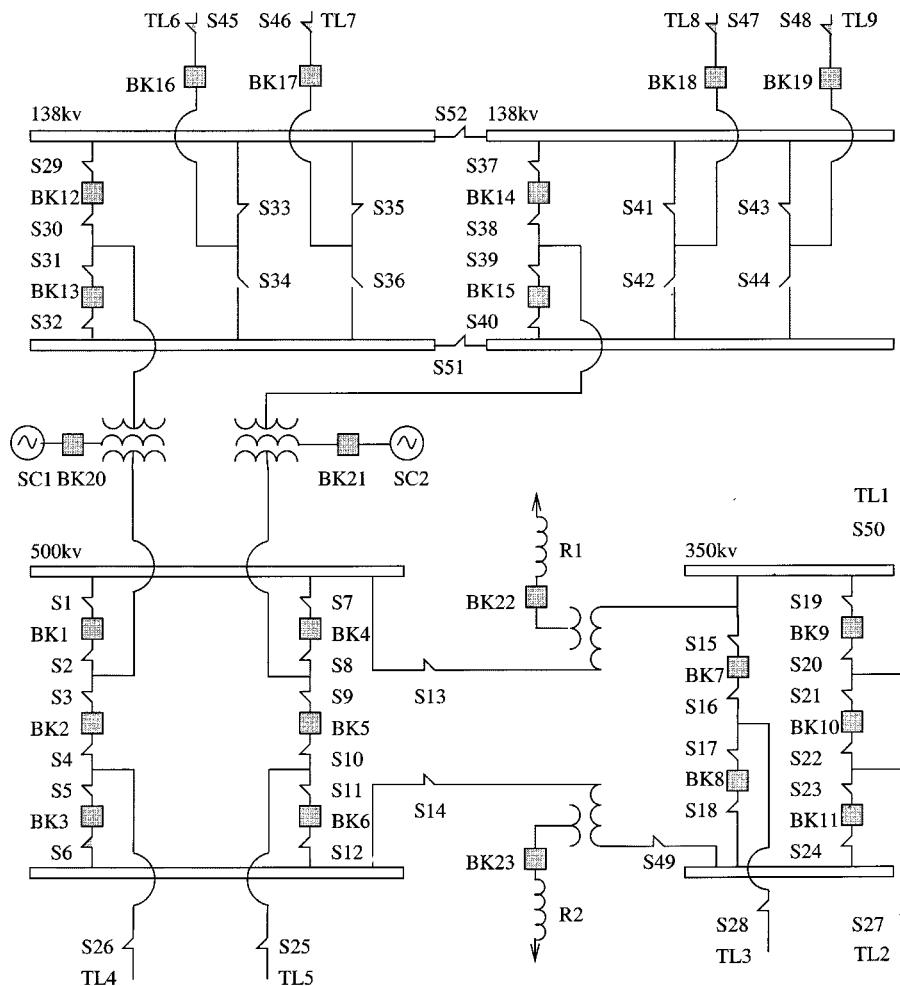 TL6 S45 S46 TL7 TL8 S47 S48 TL9
BK16 BK17 BK18 BK19
138kv S52 138kv
S29 S37
BK12 BK14
S33 S35 S41 S43
S30 S38
S31 S39
S34 S36 S42 S44
BK13 BK15
S32 S40
S51
SC1 BK20 BK21 SC2
TL1
S50
500kv R1 350kv
S1 S7 BK22 S19
BK1 BK4 BK9
S15
S2 S8 S20
S13 BK7
S3 S9 S21
S16
BK2 BK5 BK10
S17
S4 S10 S22
BK8
S5 S11 S23
S14 S18
BK3 BK6 BK11
S6 S12 S49 S24
BK23
R2
S26 S25 S28 S27
TL4 TL5 TL3 TL2